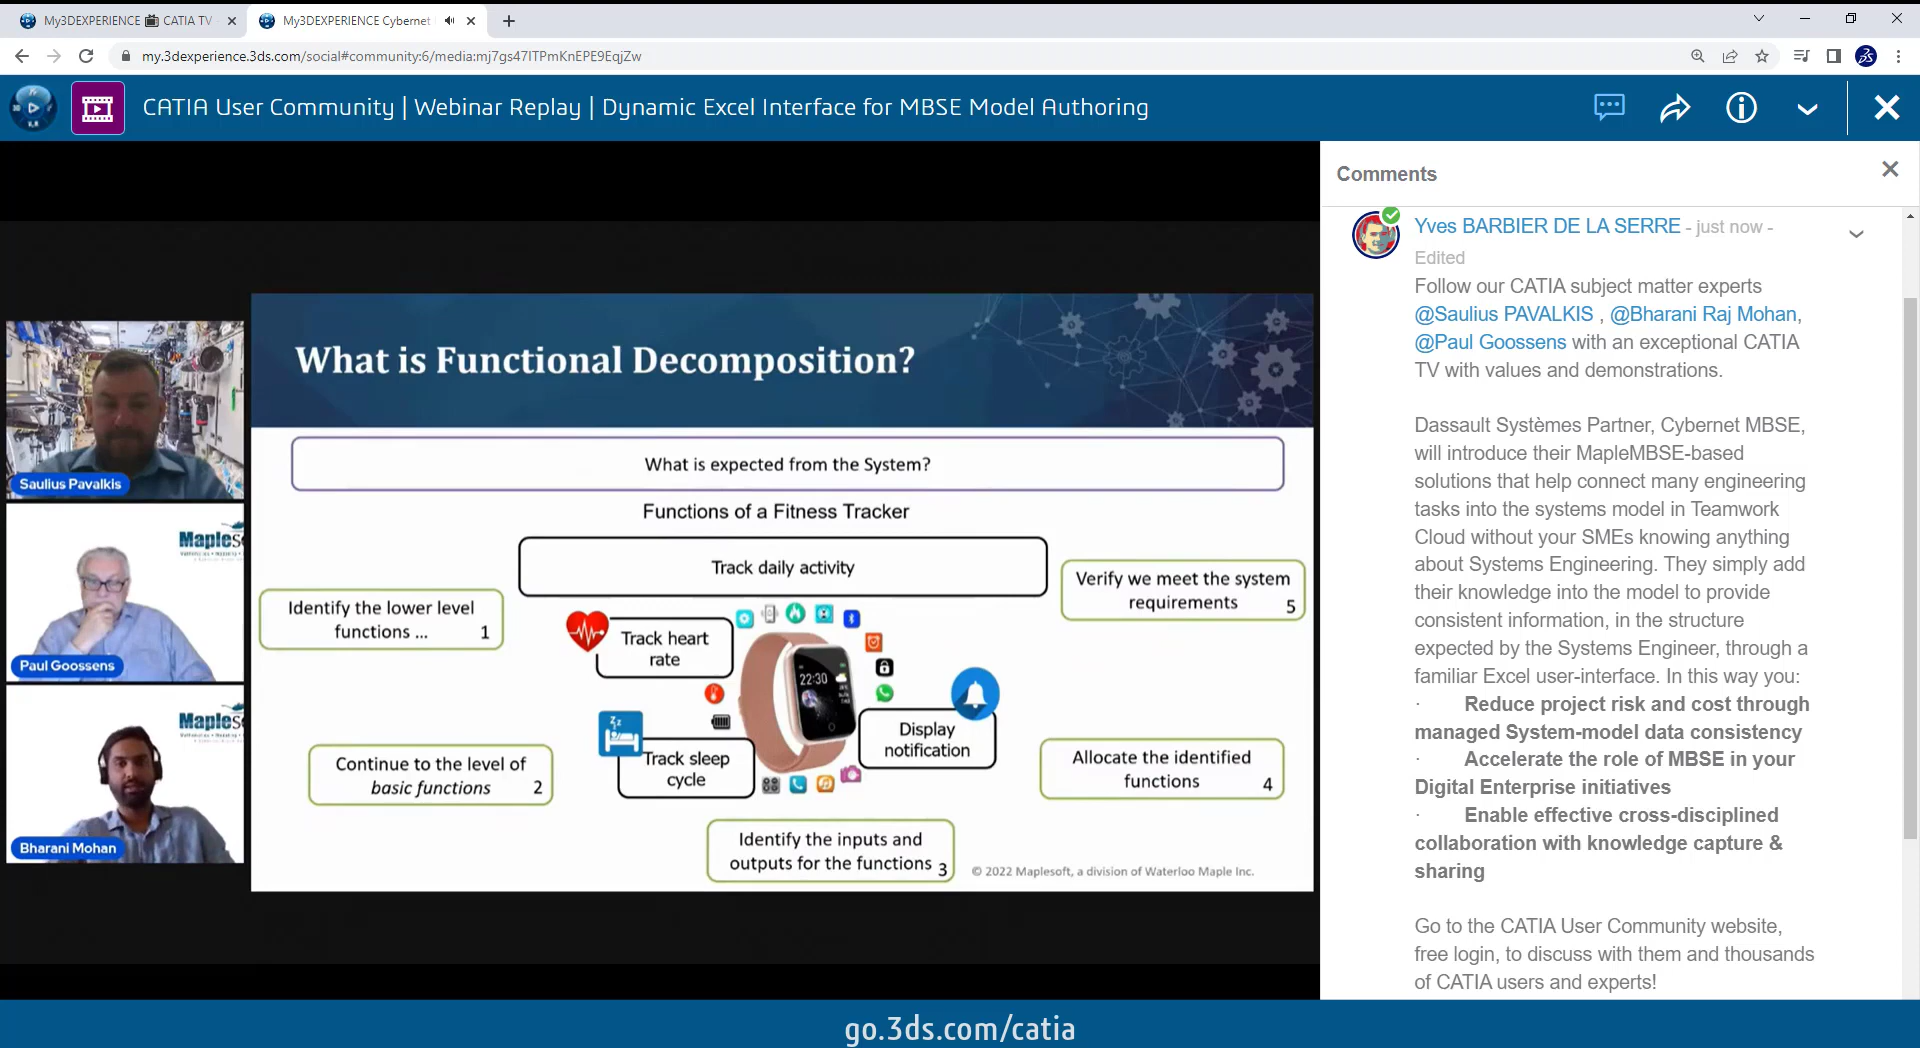 My3DEXPERIENCE 📺 CATIA TV
My3DEXPERIENCE Cybernet
my.3dexperience.3ds.com/social#community:6/media:mj7gs47ITPmKnEPE9EqjZw
CATIA User Community | Webinar Replay | Dynamic Excel Interface for MBSE Model Authoring
Saulius Pavalkis
Paul Goossens
Bharani Mohan
What is Functional Decomposition?
What is expected from the System?
Functions of a Fitness Tracker
Track daily activity
Identify the lower level
functions ... 1
Verify we meet the system
requirements 5
Track heart
rate
22:30
Display
notification
zz
Track sleep
cycle
Continue to the level of
basic functions 2
Allocate the identified
functions 4
Identify the inputs and
outputs for the functions 3
© 2022 Maplesoft, a division of Waterloo Maple Inc.
Comments
Yves BARBIER DE LA SERRE - just now -
Edited
Follow our CATIA subject matter experts
@Saulius PAVALKIS , @Bharani Raj Mohan,
@Paul Goossens with an exceptional CATIA
TV with values and demonstrations.
Dassault Systèmes Partner, Cybernet MBSE,
will introduce their MapleMBSE-based
solutions that help connect many engineering
tasks into the systems model in Teamwork
Cloud without your SMEs knowing anything
about Systems Engineering. They simply add
their knowledge into the model to provide
consistent information, in the structure
expected by the Systems Engineer, through a
familiar Excel user-interface. In this way you:
· Reduce project risk and cost through
managed System-model data consistency
· Accelerate the role of MBSE in your
Digital Enterprise initiatives
· Enable effective cross-disciplined
collaboration with knowledge capture &
sharing
Go to the CATIA User Community website,
free login, to discuss with them and thousands
of CATIA users and experts!
go.3ds.com/catia